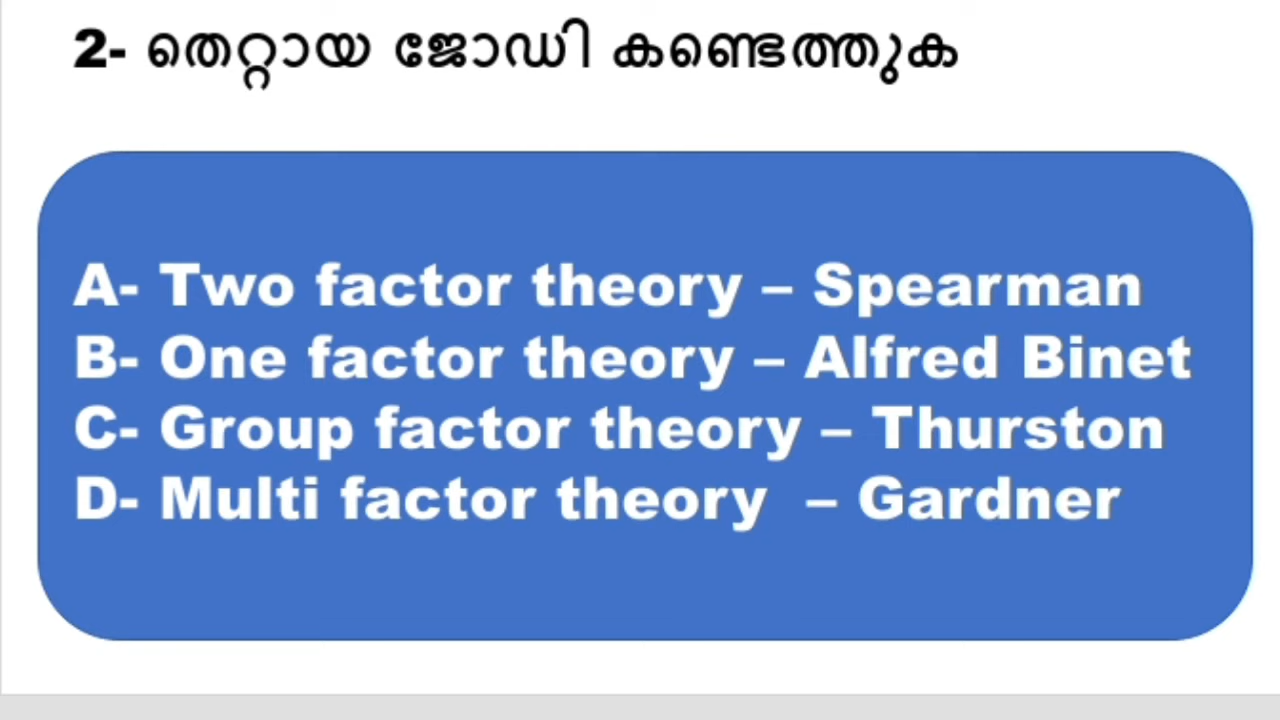 2- തെറ്റായ ജോഡി കണ്ടെത്തുക
A- Two factor theory – Spearman
B- One factor theory – Alfred Binet
C- Group factor theory – Thurston
D- Multi factor theory – Gardner